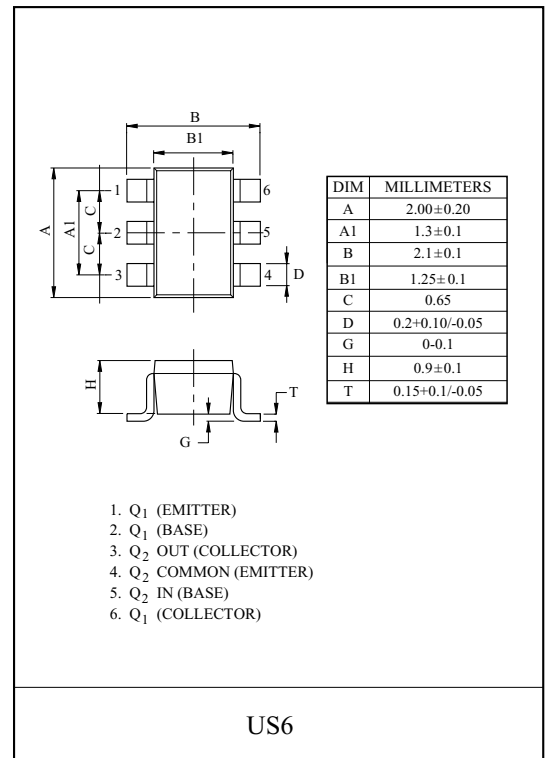 B
B1
1
6
A
A1
C
2
5
C
3
4
D
H
T
G
DIM MILLIMETERS
A 2.00±0.20
A1 1.3±0.1
B 2.1±0.1
B1 1.25±0.1
C 0.65
D 0.2+0.10/-0.05
G 0-0.1
H 0.9±0.1
T 0.15+0.1/-0.05
1. Q1 (EMITTER)
2. Q1 (BASE)
3. Q2 OUT (COLLECTOR)
4. Q2 COMMON (EMITTER)
5. Q2 IN (BASE)
6. Q1 (COLLECTOR)
US6